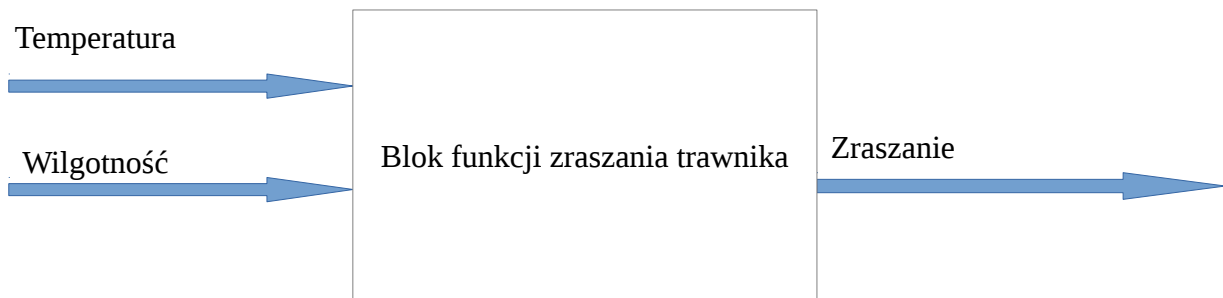 Temperatura
Wilgotność
Blok funkcji zraszania trawnika
Zraszanie